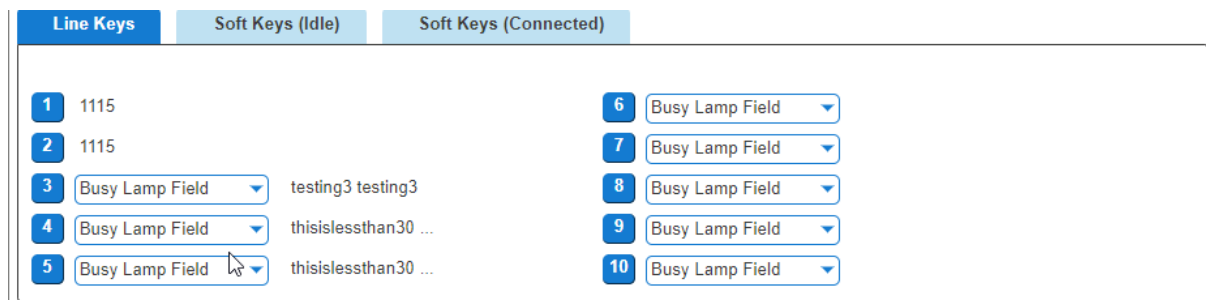 Line Keys Soft Keys (Idle) Soft Keys (Connected)
1 1115
2 1115
3 Busy Lamp Field testing3 testing3
4 Busy Lamp Field thisislessthan30 ...
5 Busy Lamp Field thisislessthan30 ...
6 Busy Lamp Field
7 Busy Lamp Field
8 Busy Lamp Field
9 Busy Lamp Field
10 Busy Lamp Field